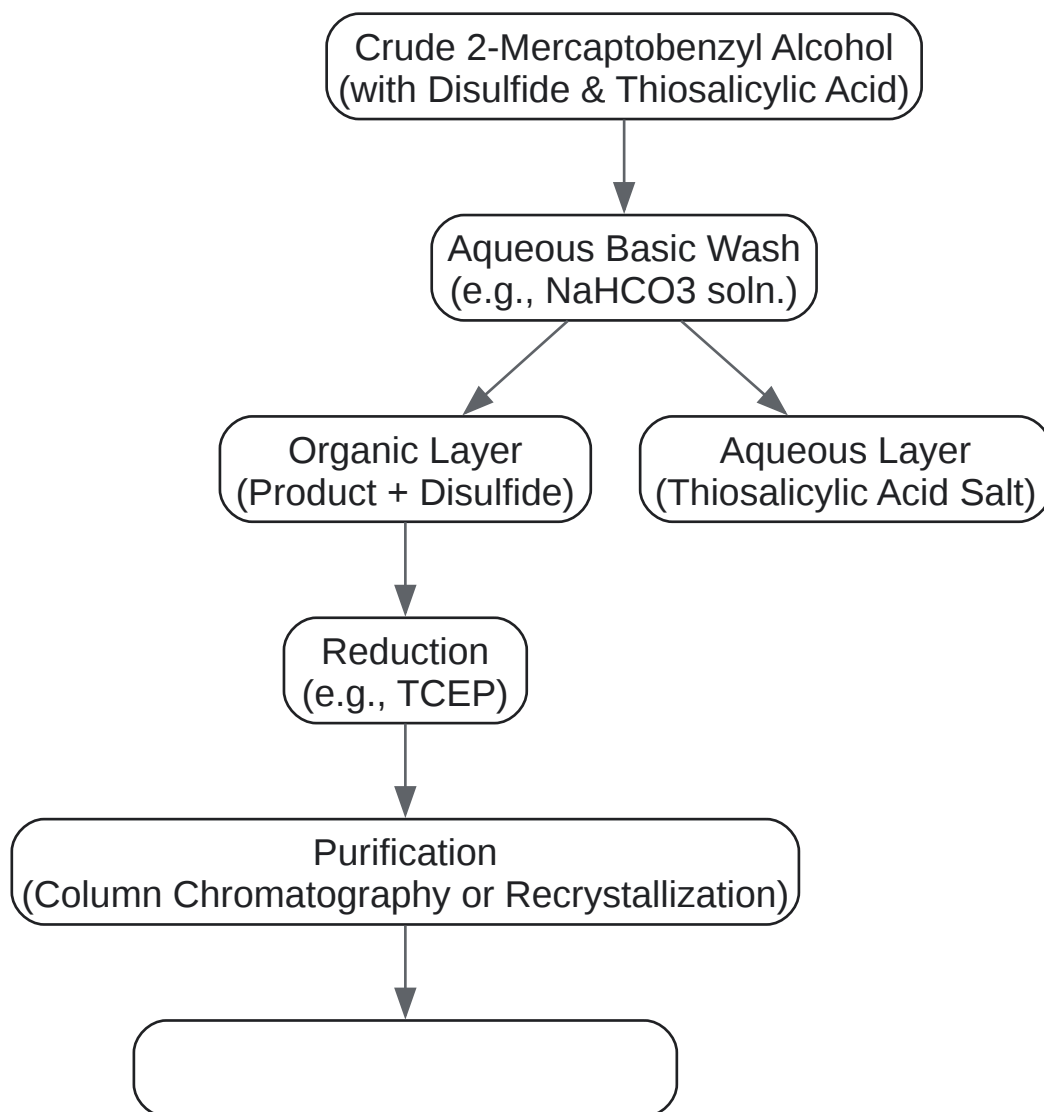 Crude 2-Mercaptobenzyl Alcohol
(with Disulfide & Thiosalicylic Acid)
Aqueous Basic Wash
(e.g., NaHCO3 soln.)
Organic Layer
(Product + Disulfide)
Aqueous Layer
(Thiosalicylic Acid Salt)
Reduction
(e.g., TCEP)
Purification
(Column Chromatography or Recrystallization)